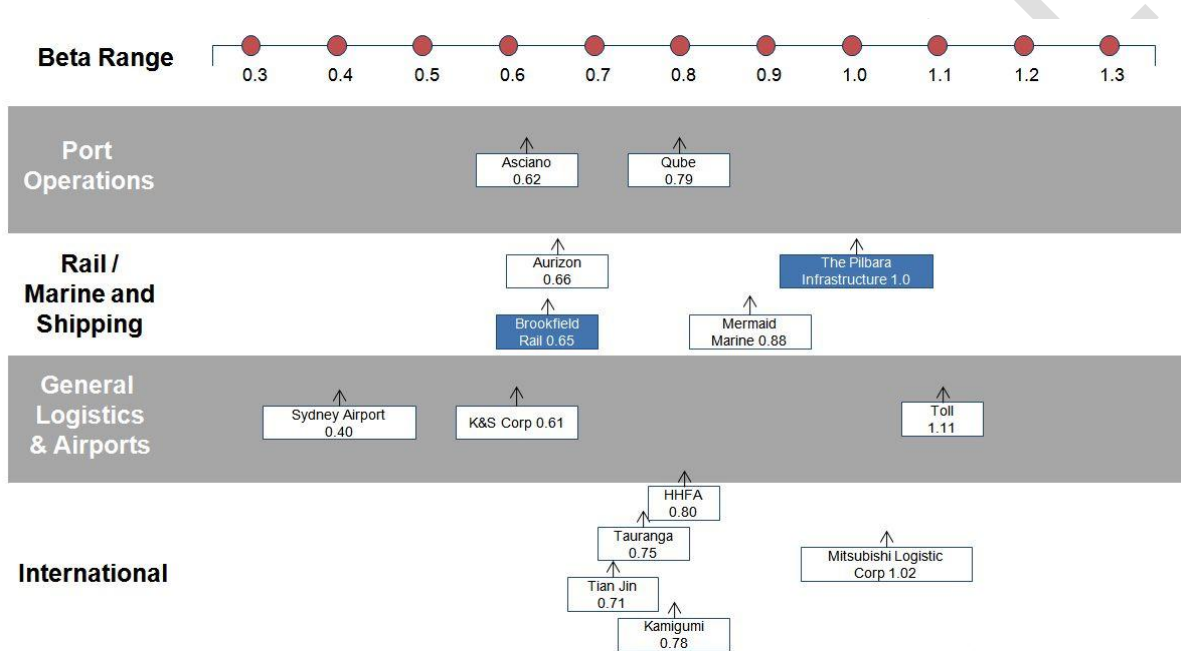 Beta Range
0.3 0.4 0.5 0.6 0.7 0.8 0.9 1.0 1.1 1.2 1.3
Port
Operations
Asciano
0.62
Qube
0.79
Rail /
Marine and
Shipping
Aurizon
0.66
The Pilbara
Infrastructure 1.0
Brookfield
Rail 0.65
Mermaid
Marine 0.88
General
Logistics
& Airports
Sydney Airport
0.40
K&S Corp 0.61
Toll
1.11
International
HHFA
0.80
Tauranga
0.75
Mitsubishi Logistic
Corp 1.02
Tian Jin
0.71
Kamigumi
0.78